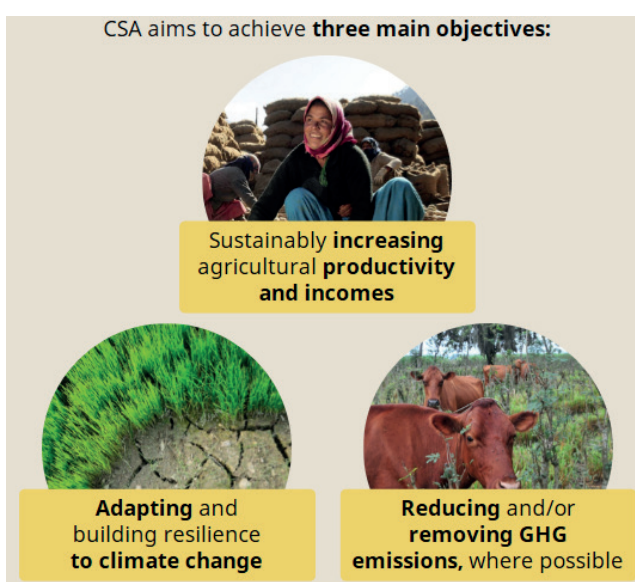 CSA aims to achieve three main objectives:
Sustainably increasing
agricultural productivity
and incomes
Adapting and
building resilience
to climate change
Reducing and/or
removing GHG
emissions, where possible